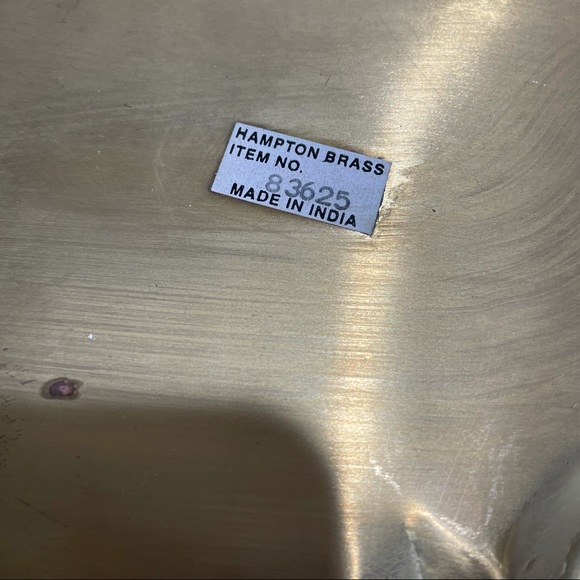 HAMPTON BRASS
ITEM NO.
83625
MADE IN INDIA